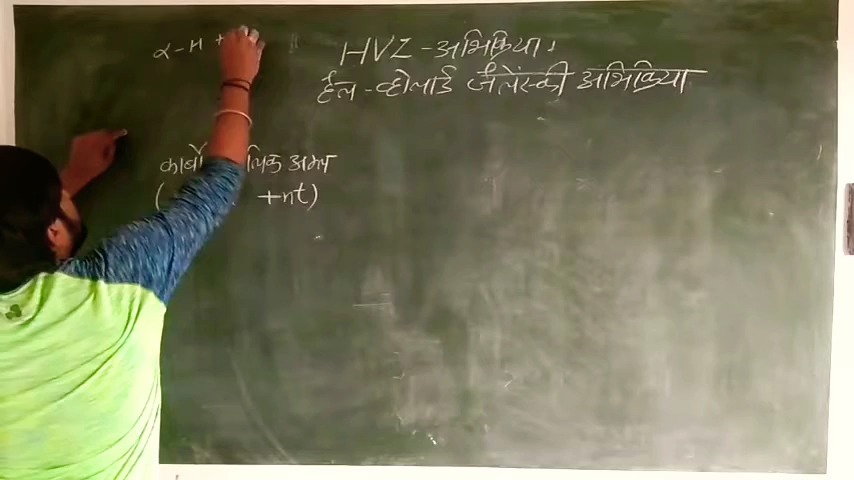 α-H +
HVZ-अभिक्रिया।
हैल-व्होलार्ड जैलेंस्की अभिक्रिया
अम्ल
+nt)